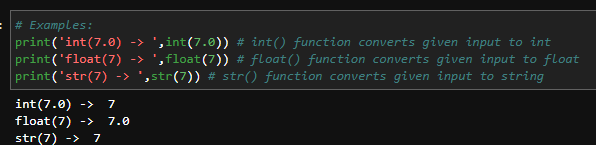 # Examples:
print('int(7.0) -> ',int(7.0)) # int() function converts given input to int
print('float(7) -> ',float(7)) # float() function converts given input to float
print('str(7) -> ',str(7)) # str() function converts given input to string
int(7.0) ->  7
float(7) ->  7.0
str(7) ->  7